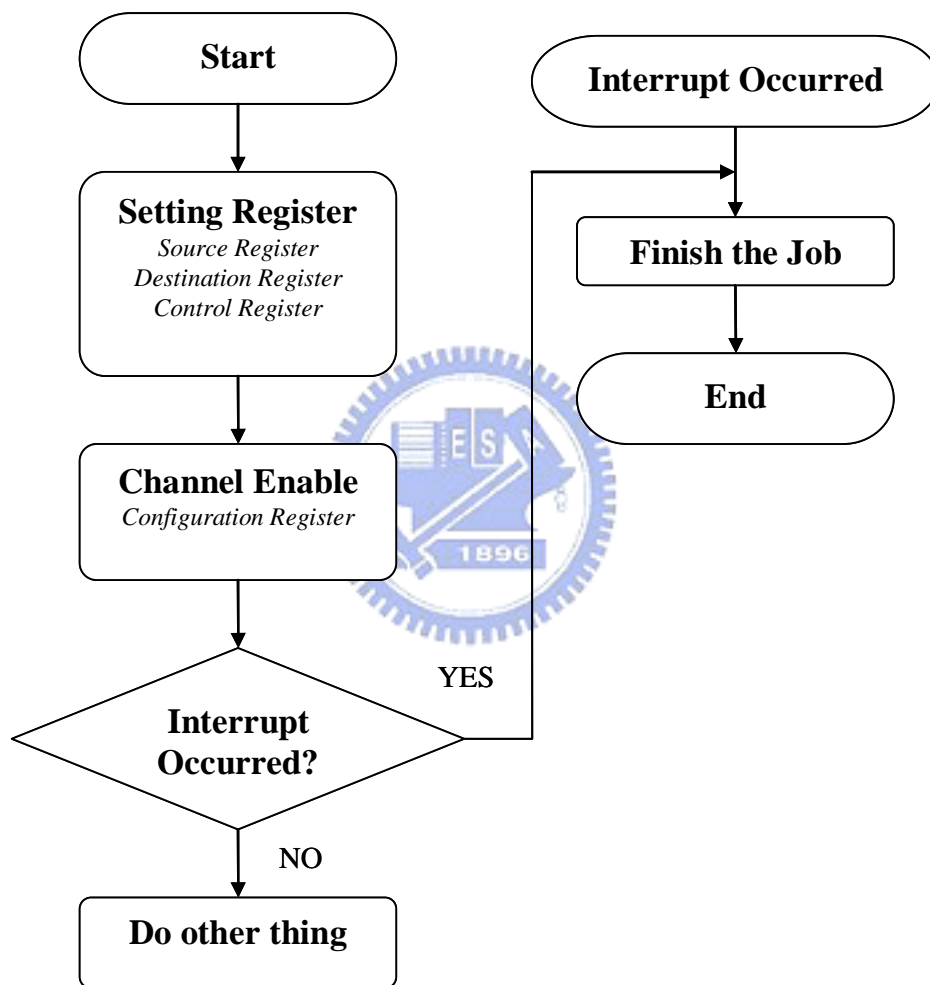 Start
Setting Register
Source Register
Destination Register
Control Register
Channel Enable
Configuration Register
Interrupt
Occurred?
YES
NO
Do other thing
Interrupt Occurred
Finish the Job
End
E S
1896